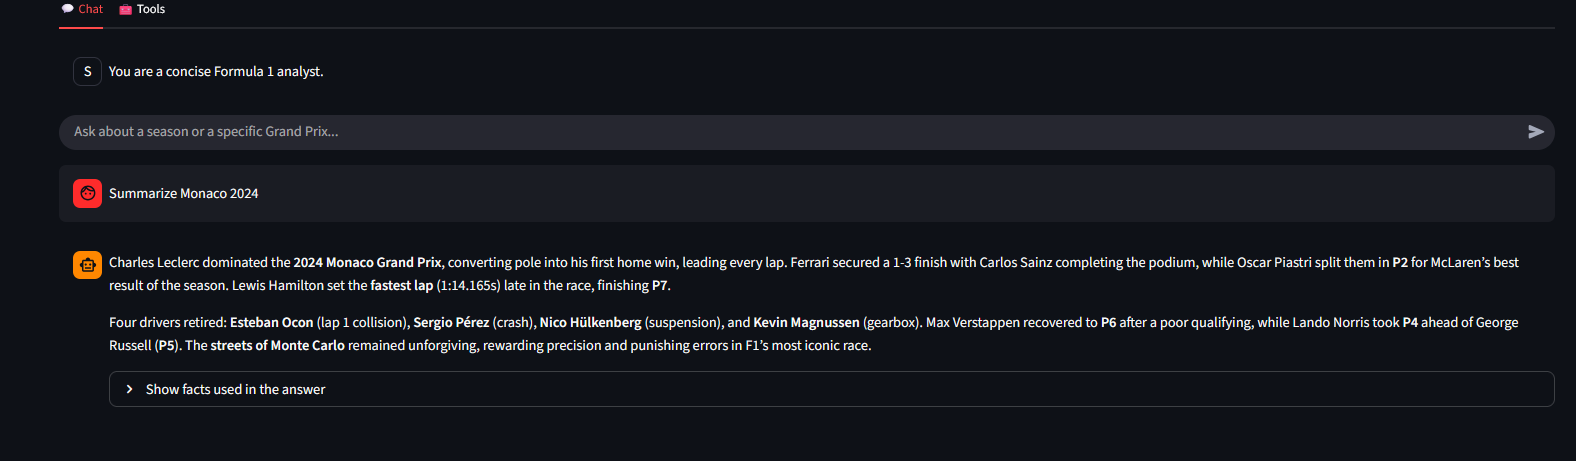 Chat Tools
S You are a concise Formula 1 analyst.
Ask about a season or a specific Grand Prix...
Summarize Monaco 2024
Charles Leclerc dominated the 2024 Monaco Grand Prix, converting pole into his first home win, leading every lap. Ferrari secured a 1-3 finish with Carlos Sainz completing the podium, while Oscar Piastri split them in P2 for McLaren’s best
result of the season. Lewis Hamilton set the fastest lap (1:14.165s) late in the race, finishing P7.
Four drivers retired: Esteban Ocon (lap 1 collision), Sergio Pérez (crash), Nico Hülkenberg (suspension), and Kevin Magnussen (gearbox). Max Verstappen recovered to P6 after a poor qualifying, while Lando Norris took P4 ahead of George
Russell (P5). The streets of Monte Carlo remained unforgiving, rewarding precision and punishing errors in F1’s most iconic race.
Show facts used in the answer